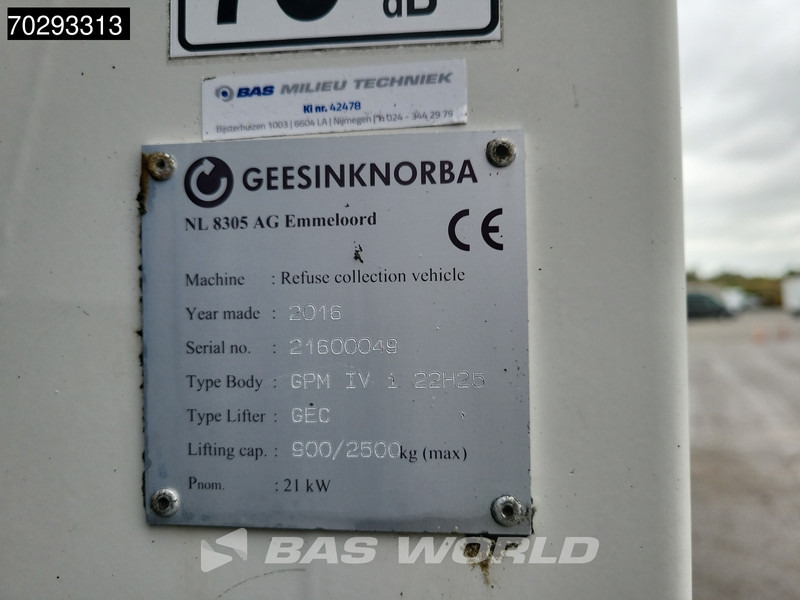 70293313
dB
BAS MILIEU TECHNIEK
Kl nr. 42478
Bijsterhuizen 1003 | 6604 LA | Nijmegen | T: 024 - 344 29 79
GEESINKNORBA
NL 8305 AG Emmeloord
CE
Machine : Refuse collection vehicle
Year made : 2016
Serial no. : 21600049
Type Body : GPM IV i 22H25
Type Lifter : GEC
Lifting cap. : 900/2500 kg (max)
Pnom. : 21 kW
BAS WORLD